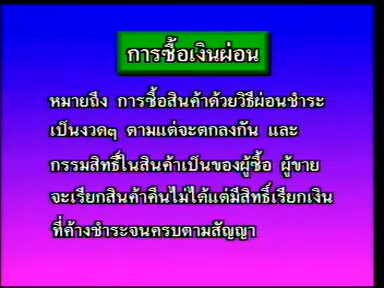 การซื้อเงินผ่อน
หมายถึง การซื้อสินค้าด้วยวิธีผ่อนชำระ
เป็นงวดๆ ตามแต่จะตกลงกัน และ
กรรมสิทธิ์ในสินค้าเป็นของผู้ซื้อ ผู้ขาย
จะเรียกสินค้าคืนไม่ได้แต่มีสิทธิ์เรียกเงิน
ที่ค้างชำระจนครบตามสัญญา